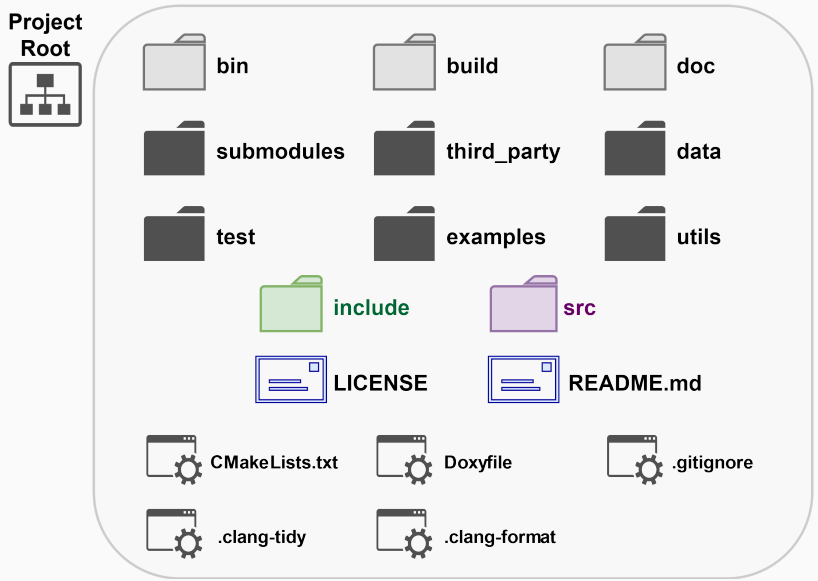 Project
Root
bin
build
doc
submodules
third_party
data
test
examples
utils
include
src
LICENSE
README.md
CMakeLists.txt
Doxyfile
.gitignore
.clang-tidy
.clang-format